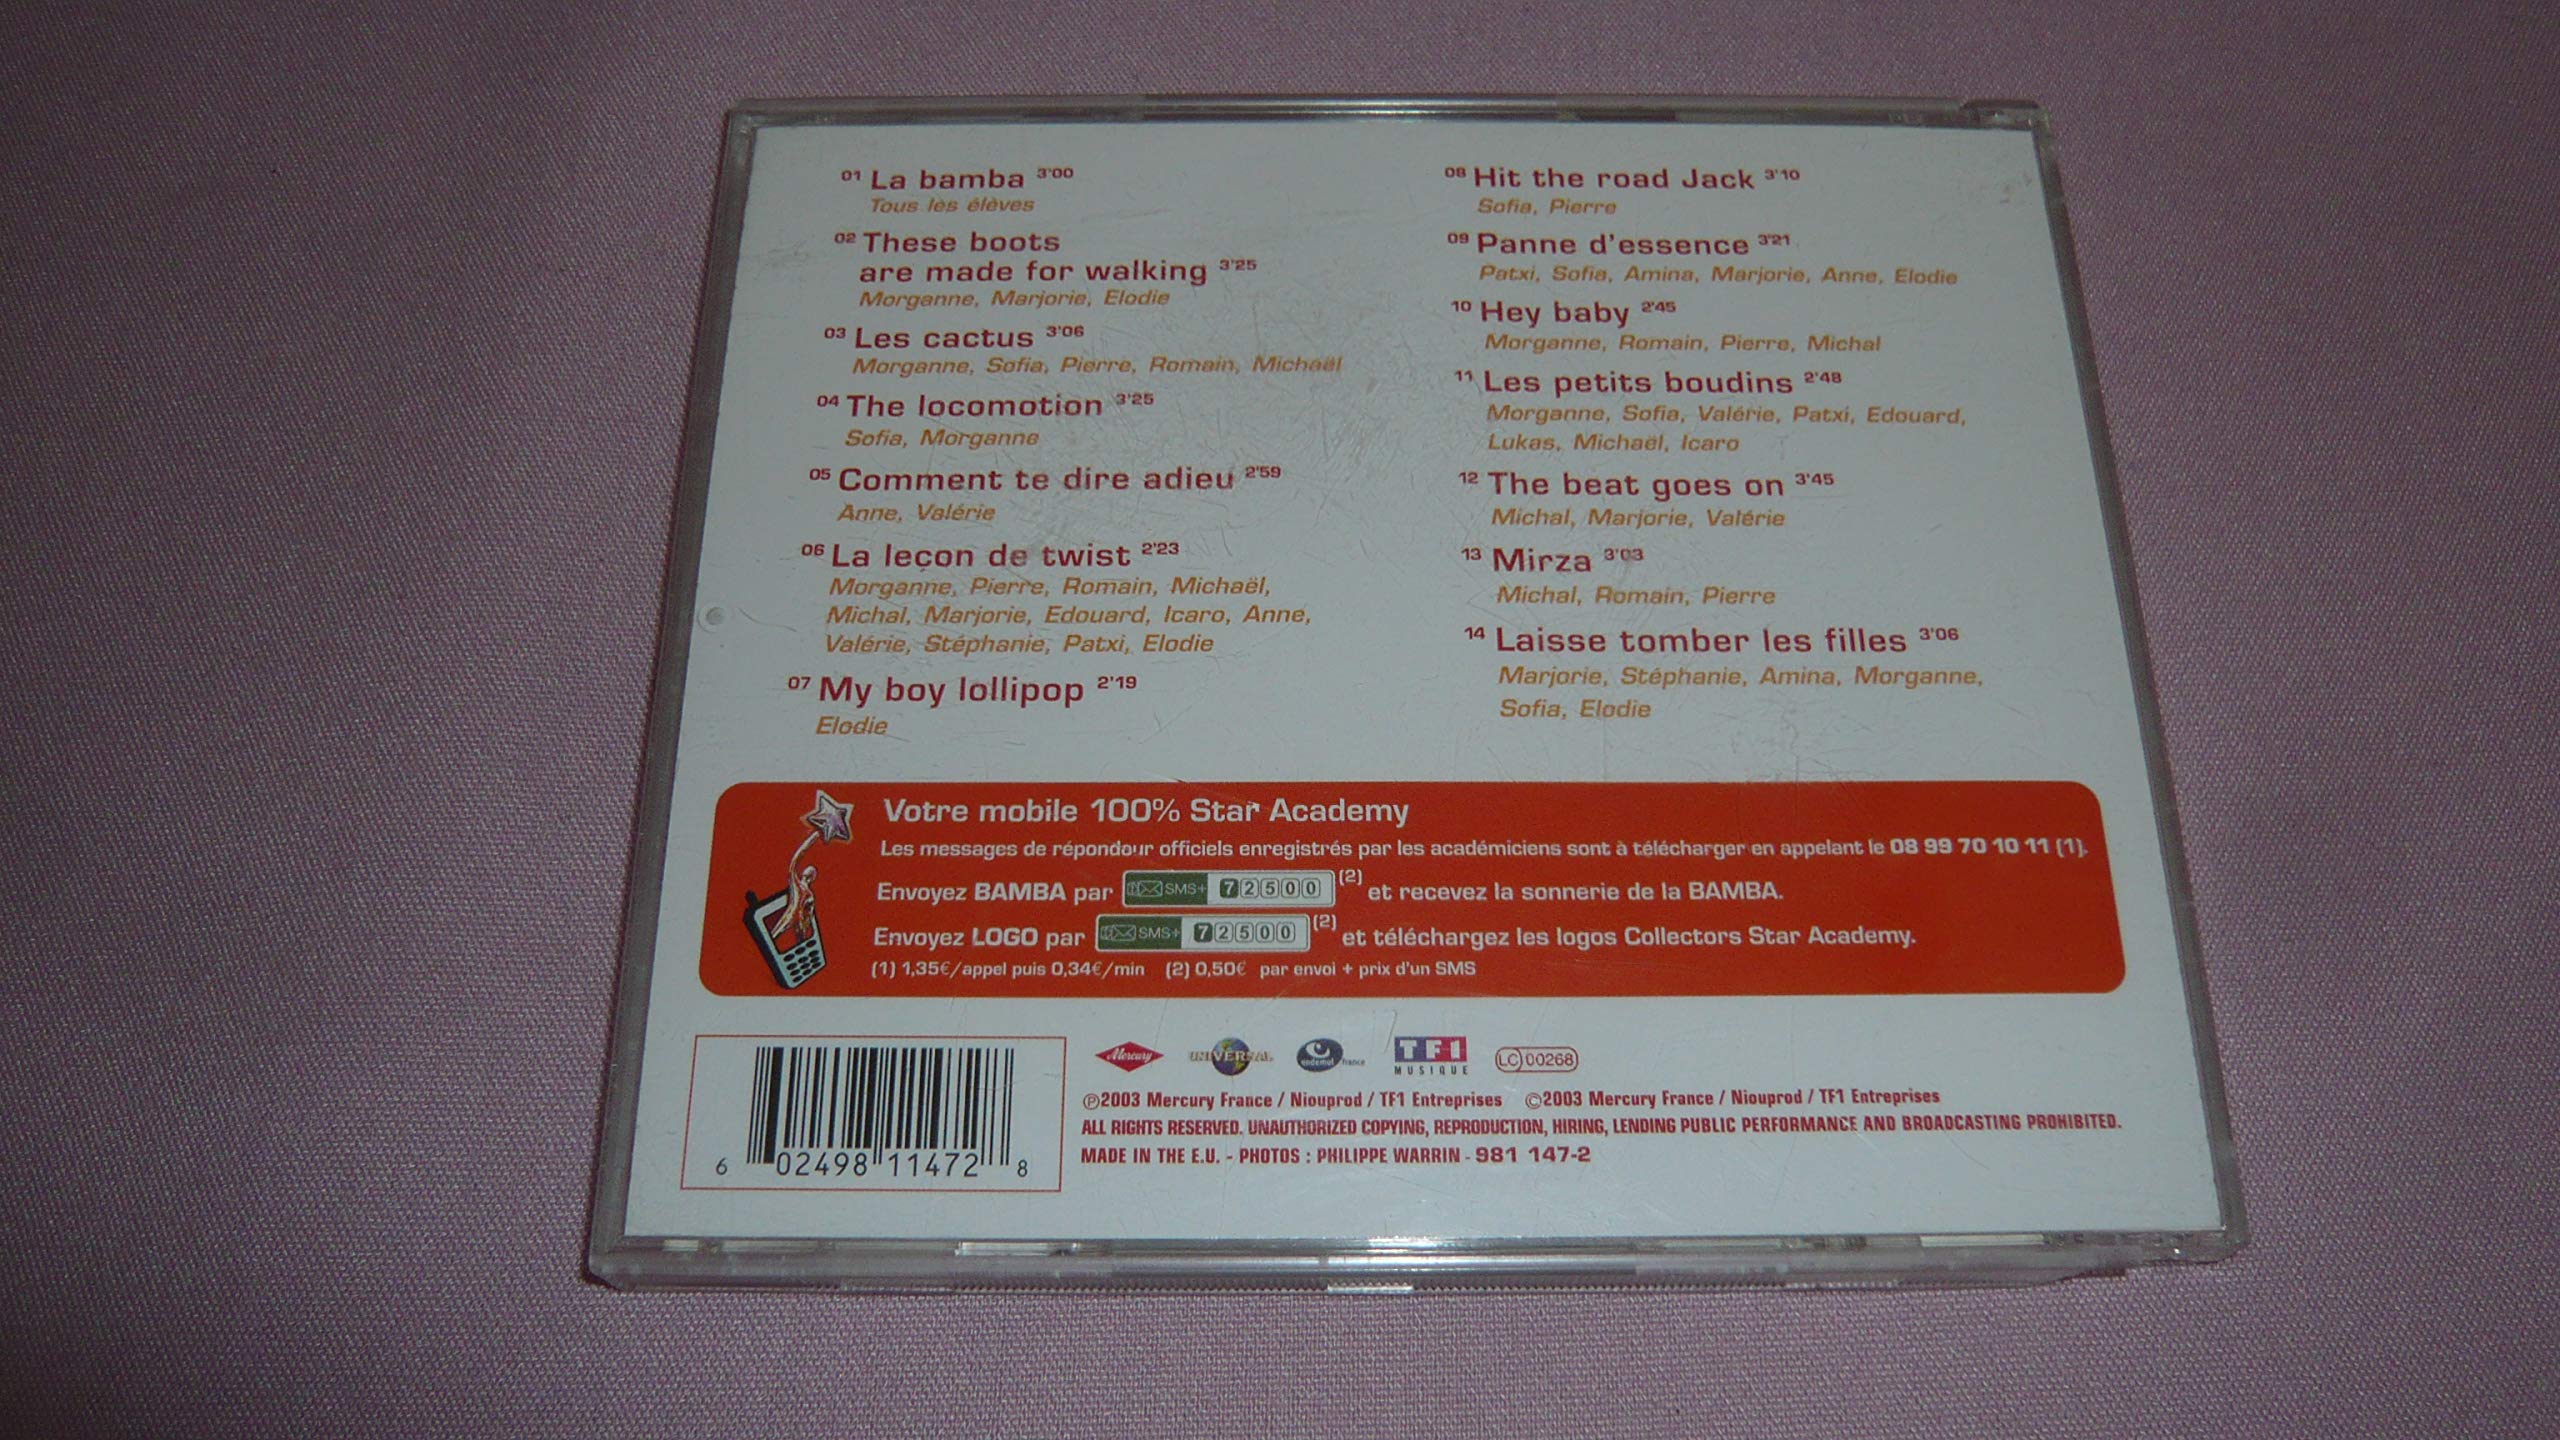 01 La bamba 3'00
Tous les élèves
02 These boots
are made for walking 3'25
Morganne, Marjorie, Elodie
03 Les cactus 3'06
Morganne, Sofia, Pierre, Romain, Michaël
04 The locomotion 3'25
Sofia, Morganne
05 Comment te dire adieu 2'59
Anne, Valérie
06 La leçon de twist 2'23
Morganne, Pierre, Romain, Michaël,
Michal, Marjorie, Edouard, Icaro, Anne,
Valérie, Stéphanie, Patxi, Elodie
07 My boy lollipop 2'19
Elodie
08 Hit the road Jack 3'10
Sofia, Pierre
09 Panne d'essence 3'21
Patxi, Sofia, Amina, Marjorie, Anne, Elodie
10 Hey baby 2'45
Morganne, Romain, Pierre, Michal
11 Les petits boudins 2'48
Morganne, Sofia, Valérie, Patxi, Edouard,
Lukas, Michaël, Icaro
12 The beat goes on 3'45
Michal, Marjorie, Valérie
13 Mirza 3'03
Michal, Romain, Pierre
14 Laisse tomber les filles 3'06
Marjorie, Stéphanie, Amina, Morganne,
Sofia, Elodie
Votre mobile 100% Star Academy
Les messages de répondeur officiels enregistrés par les académiciens sont à télécharger en appelant le 08 99 70 10 11 (1).
Envoyez BAMBA par SMS+ 72500 (2) et recevez la sonnerie de la BAMBA.
Envoyez LOGO par SMS+ 72500 (2) et téléchargez les logos Collectors Star Academy.
(1) 1,35€/appel puis 0,34€/min (2) 0,50€ par envoi + prix d'un SMS
Mercury UNIVERSAL endemol france TF1 MUSIQUE LC 00268
℗2003 Mercury France / Niouprod / TF1 Entreprises ©2003 Mercury France / Niouprod / TF1 Entreprises
ALL RIGHTS RESERVED. UNAUTHORIZED COPYING, REPRODUCTION, HIRING, LENDING PUBLIC PERFORMANCE AND BROADCASTING PROHIBITED.
MADE IN THE E.U. - PHOTOS : PHILIPPE WARRIN - 981 147-2
6 02498 11472 8